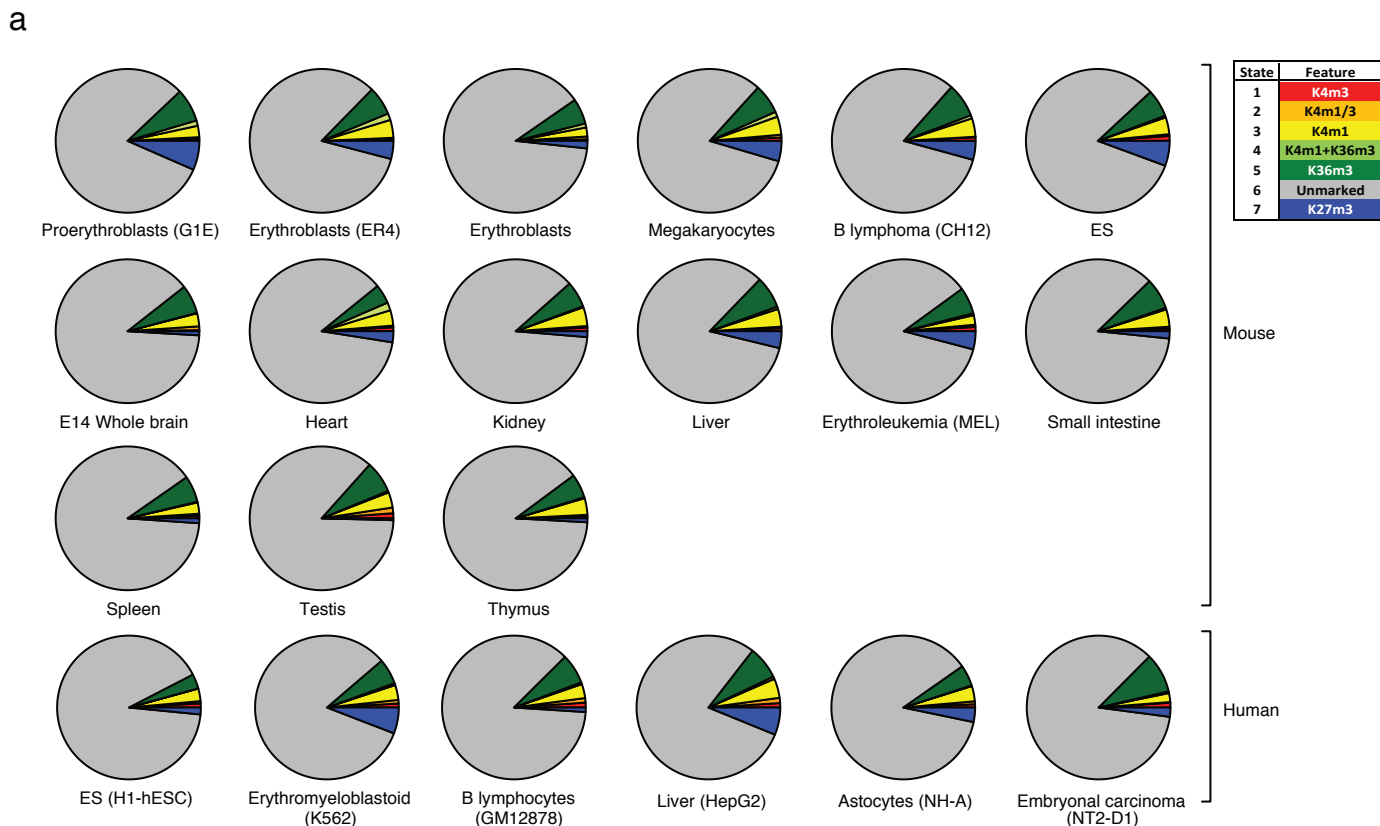 a
State Feature
1 K4m3
2 K4m1/3
3 K4m1
4 K4m1+K36m3
5 K36m3
6 Unmarked
7 K27m3
Proerythroblasts (G1E)
Erythroblasts (ER4)
Erythroblasts
Megakaryocytes
B lymphoma (CH12)
ES
E14 Whole brain
Heart
Kidney
Liver
Erythroleukemia (MEL)
Small intestine
Mouse
Spleen
Testis
Thymus
ES (H1-hESC)
Erythromyeloblastoid
(K562)
B lymphocytes
(GM12878)
Liver (HepG2)
Astocytes (NH-A)
Embryonal carcinoma
(NT2-D1)
Human